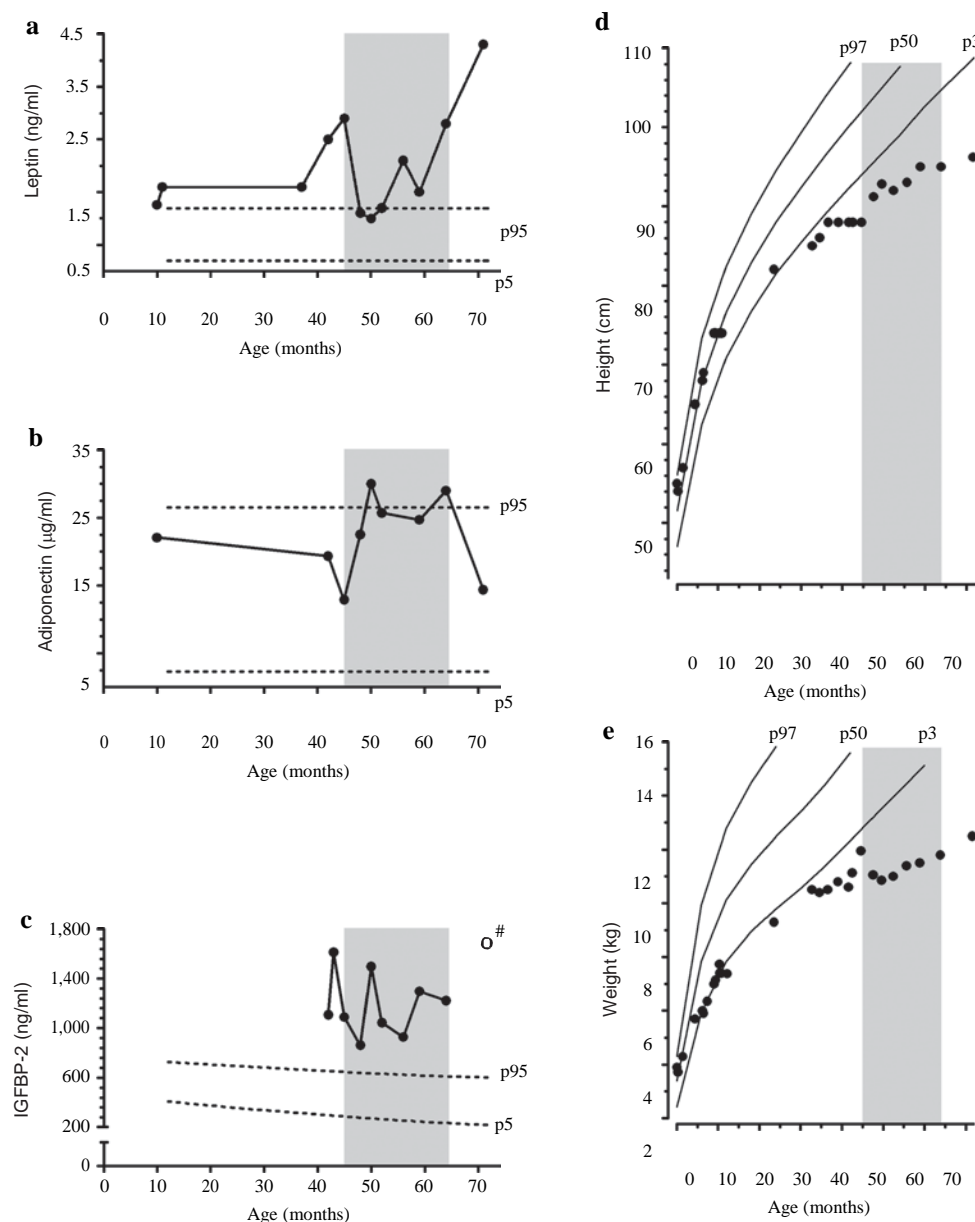 a
4.5
3.5
2.5
1.5
0.5
Leptin (ng/ml)
p95
p5
0 10 20 30 40 50 60 70
Age (months)
b
35
25
15
5
Adiponectin (µg/ml)
p95
p5
0 10 20 30 40 50 60 70
Age (months)
c
1,800
1,400
1,000
600
200
0
IGFBP-2 (ng/ml)
o#
p95
p5
0 10 20 30 40 50 60 70
Age (months)
d
p97 p50 p3
110
100
90
80
70
60
50
Height (cm)
0 10 20 30 40 50 60 70
Age (months)
e
p97 p50 p3
16
14
12
10
8
6
4
2
Weight (kg)
0 10 20 30 40 50 60 70
Age (months)